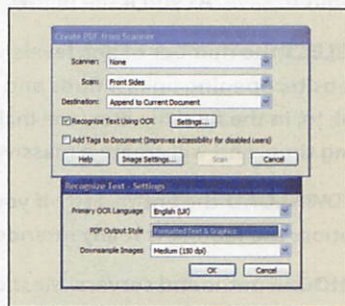 Create PDF from Scanner
Scanner: None
Scan: Front Sides
Destination: Append to Current Document
Recognize Text Using OCR Settings...
Add Tags to Document (Improves accessibility for disabled users)
Help Image Settings... Scan Cancel
Recognize Text - Settings
Primary OCR Language English (UK)
PDF Output Style Formatted Text & Graphics
Downsample Images Medium (150 dpi)
OK Cancel